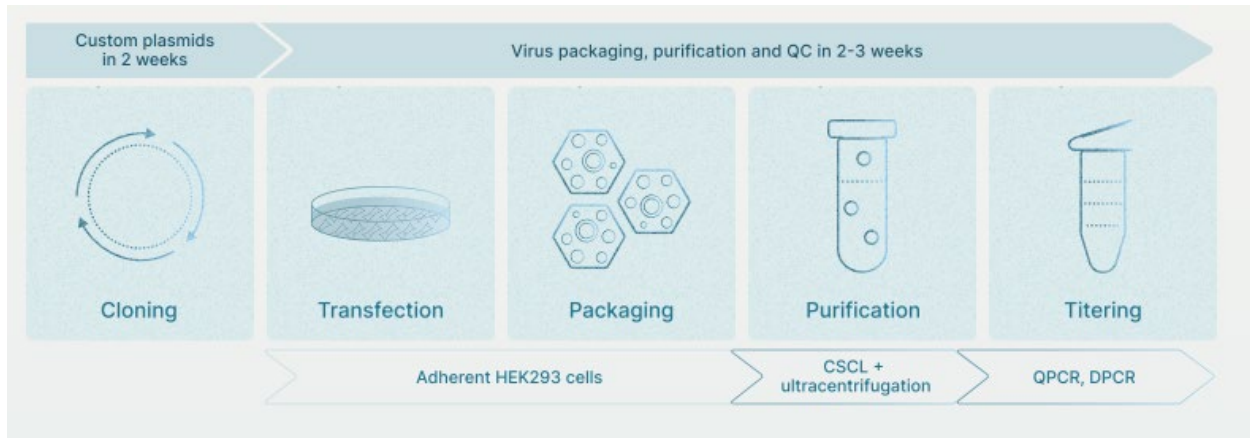 Custom plasmids
in 2 weeks
Virus packaging, purification and QC in 2-3 weeks
Cloning
Transfection
Packaging
Purification
Titering
Adherent HEK293 cells
CSCL +
ultracentrifugation
QPCR, DPCR